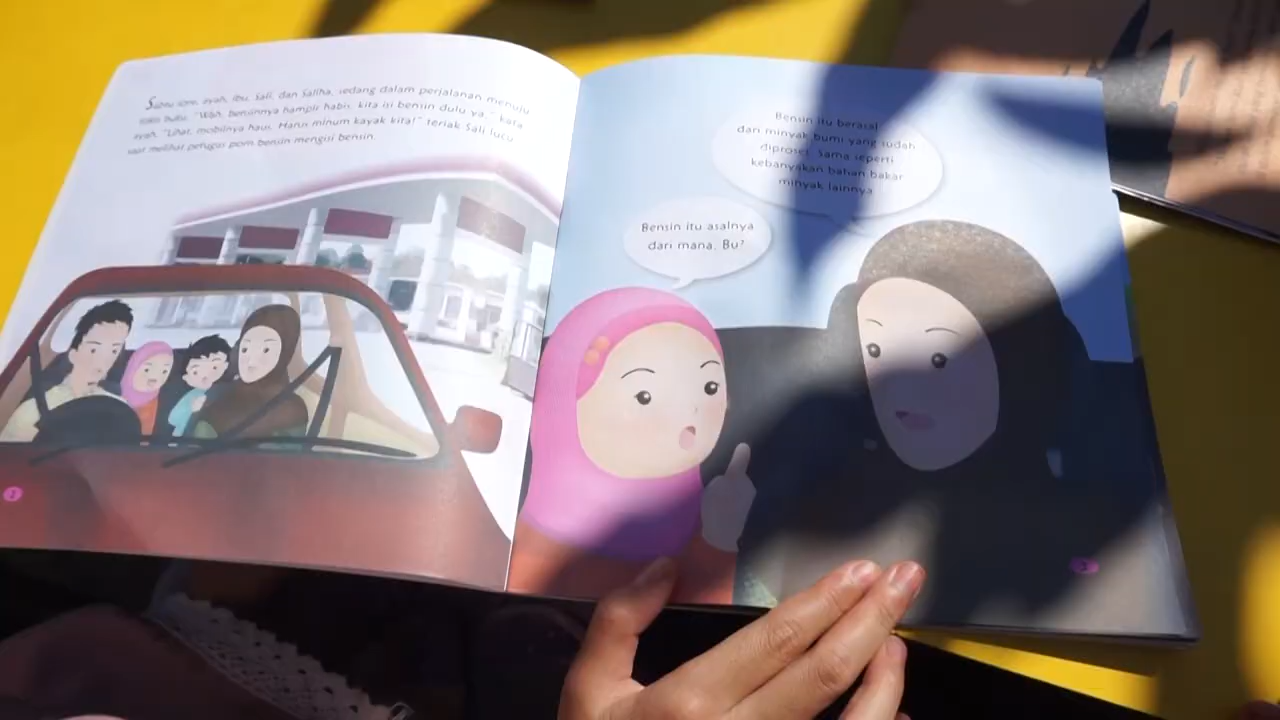 Sabtu sore, ayah, ibu, Sali, dan Saliha, sedang dalam perjalanan menuju
toko buku. "Wah, bensinnya hampir habis, kita isi bensin dulu ya," kata
ayah. "Lihat, mobilnya haus. Harus minum kayak kita!" teriak Sali lucu
saat melihat petugas pom bensin mengisi bensin.
2
Bensin itu asalnya
dari mana, Bu?
Bensin itu berasal
dari minyak bumi yang sudah
diproses. Sama seperti
kebanyakan bahan bakar
minyak lainnya.
3